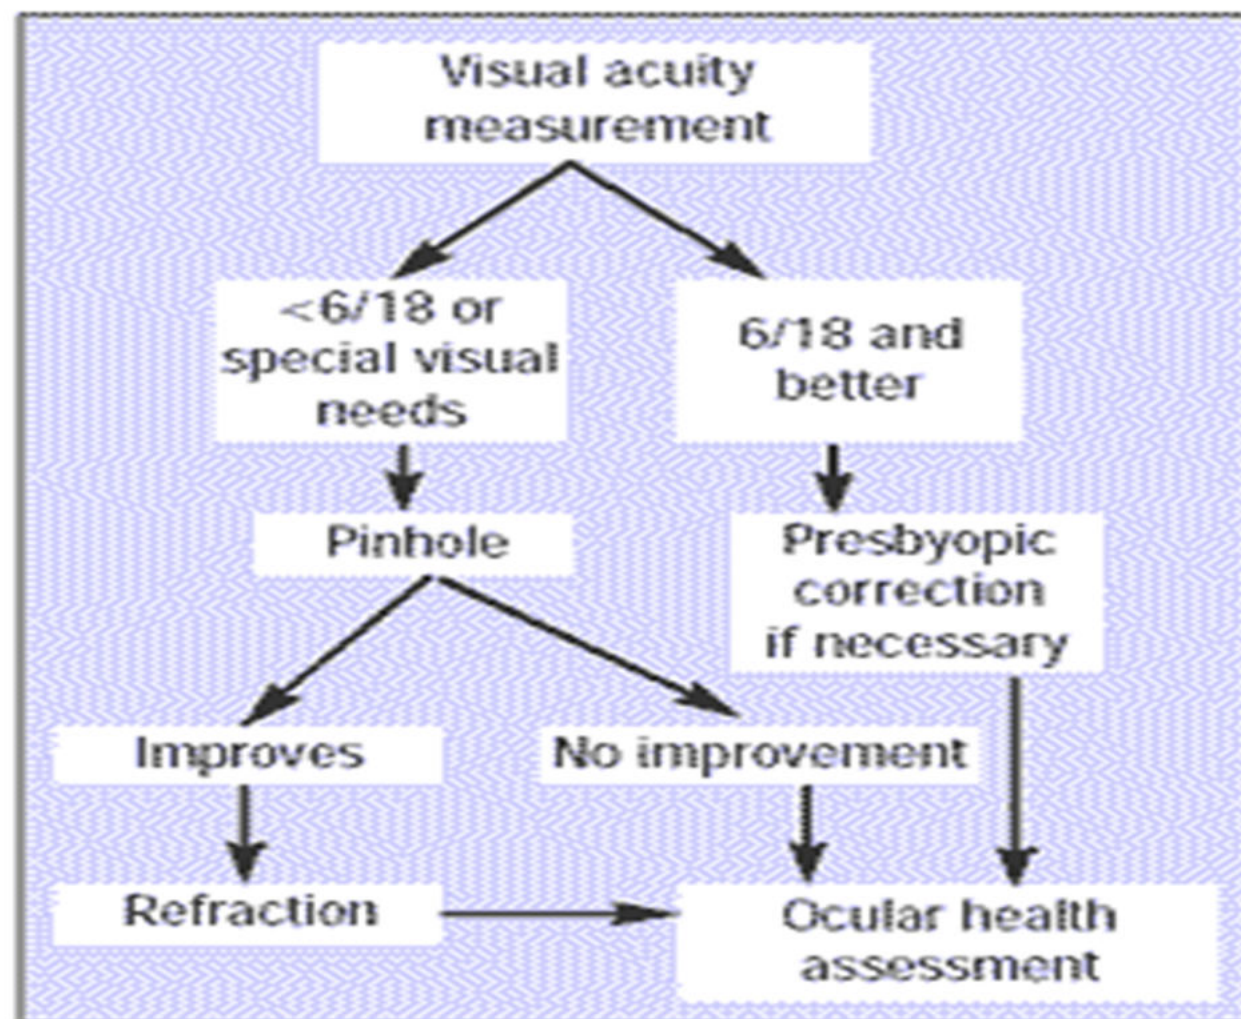 Visual acuity
measurement
<6/18 or
special visual
needs
6/18 and
better
Pinhole
Presbyopic
correction
if necessary
Improves
No improvement
Refraction
Ocular health
assessment